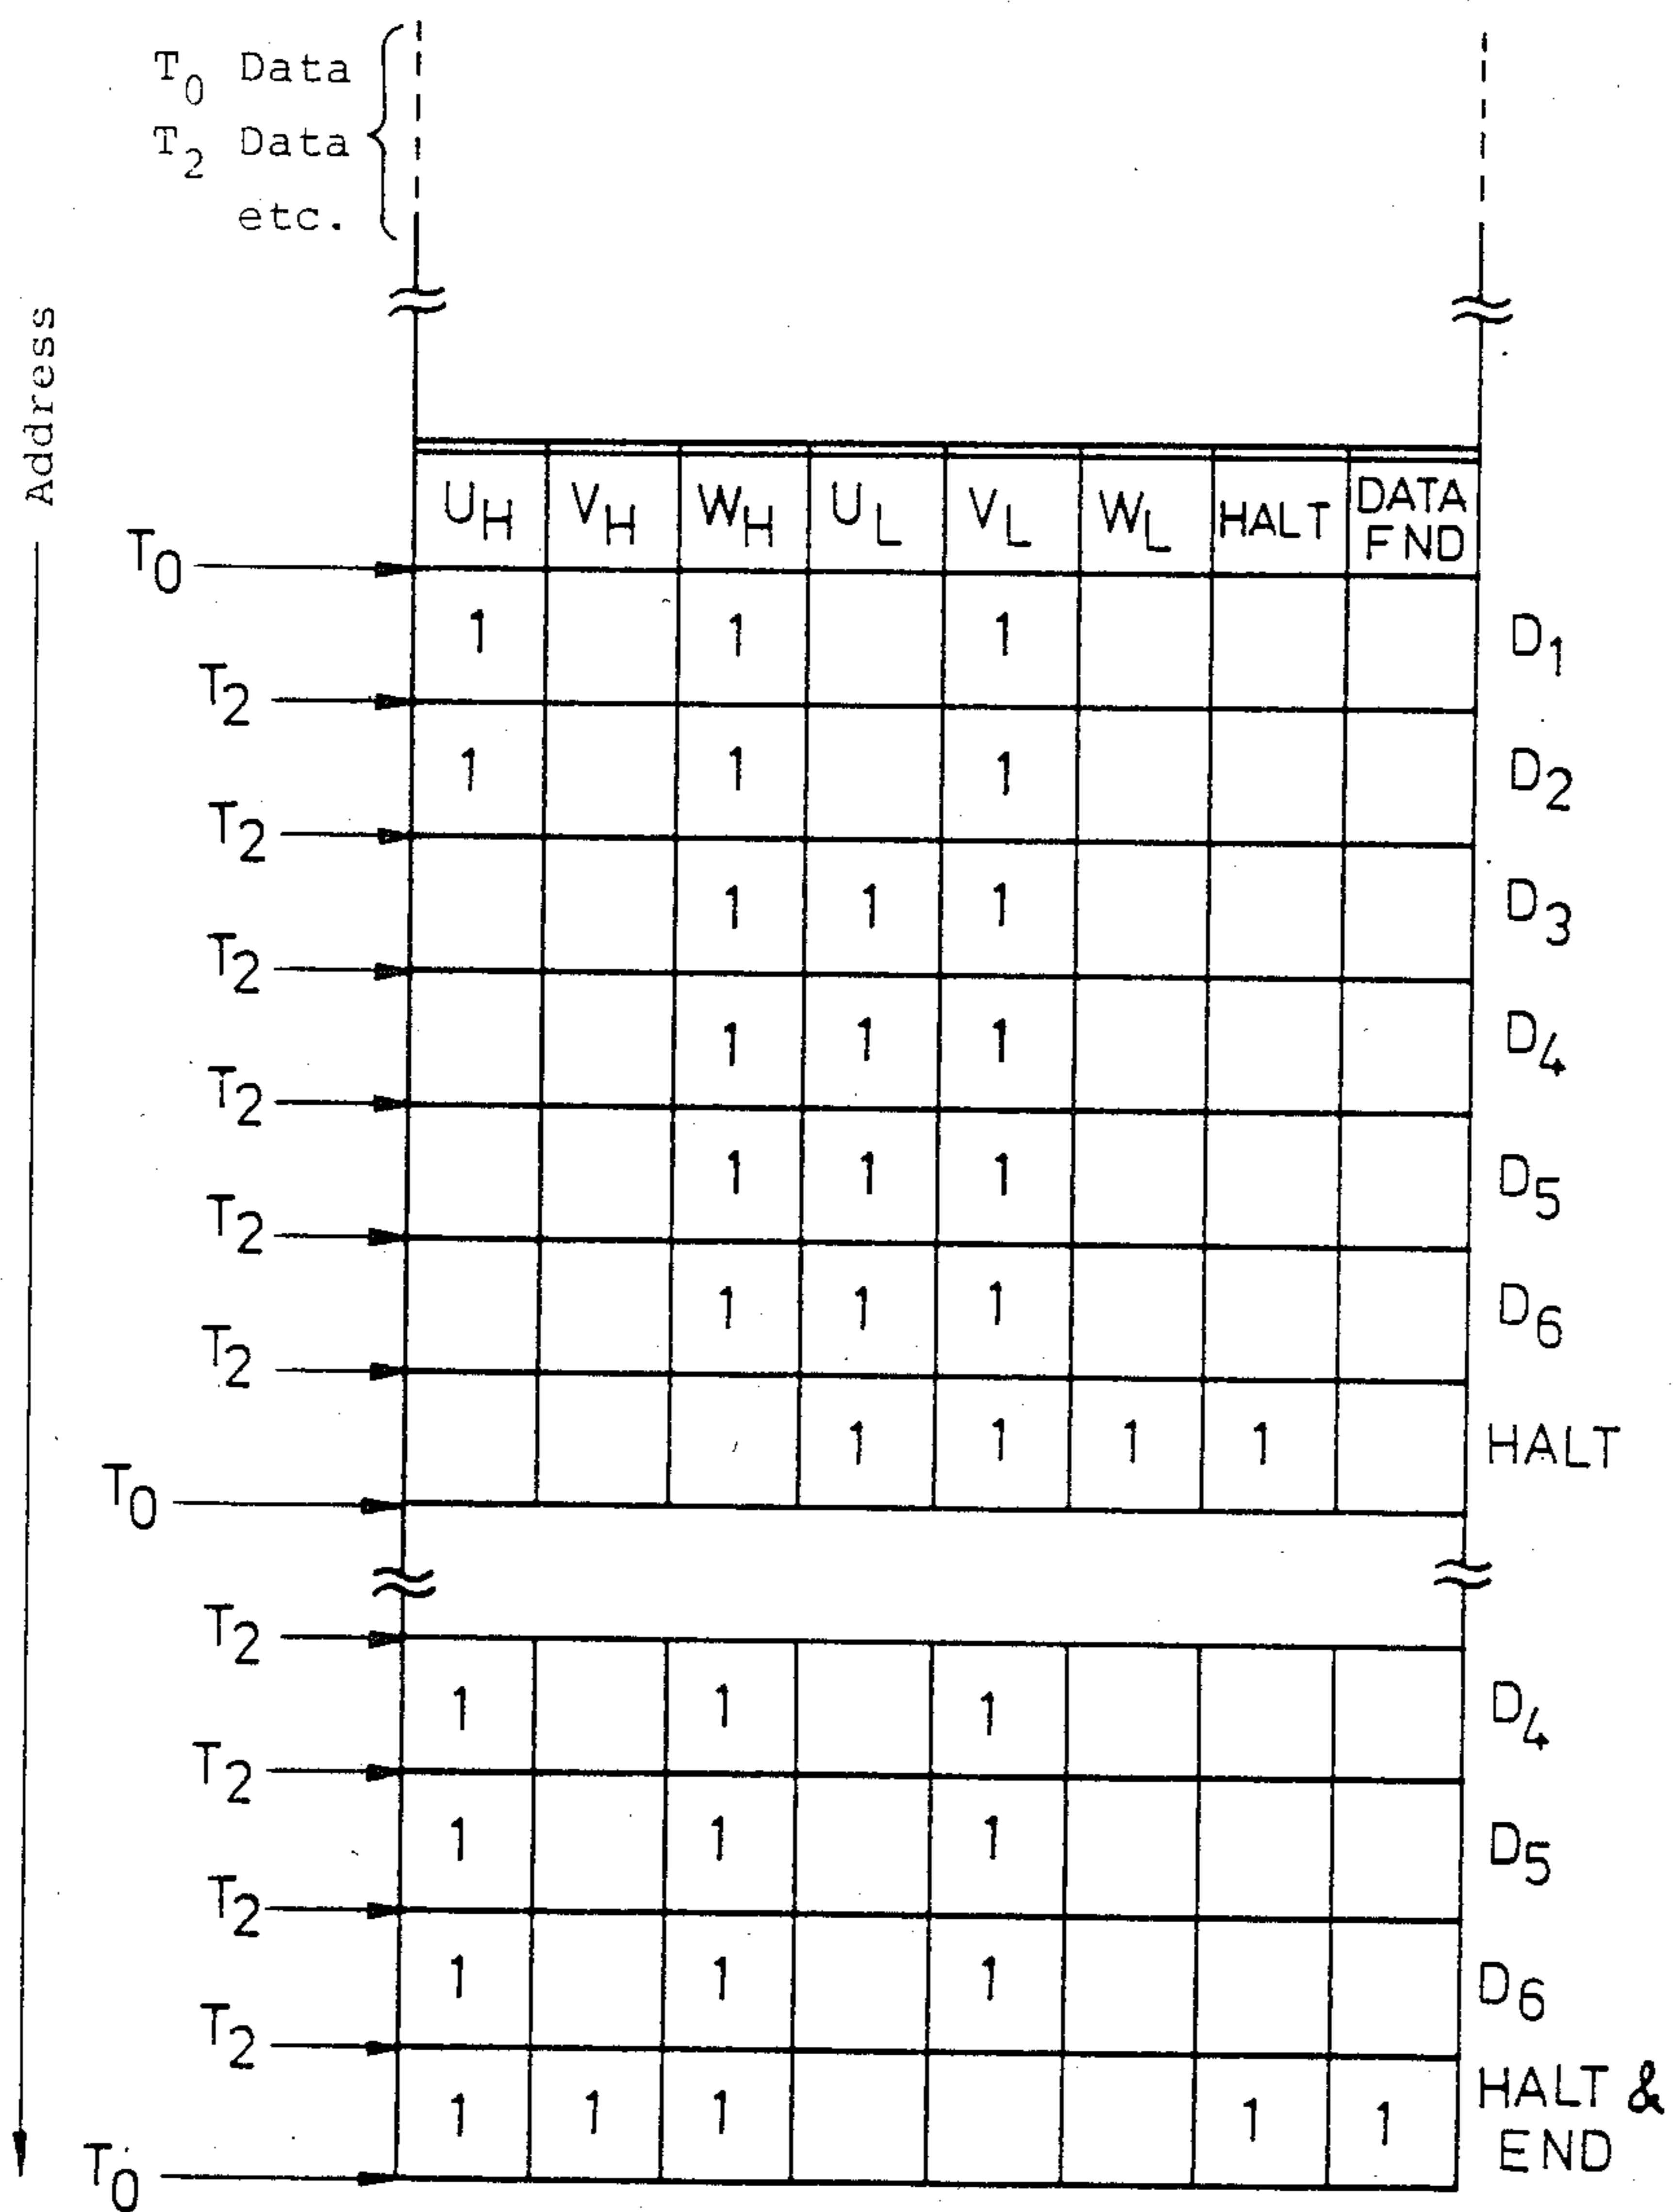 T0 Data
T2 Data
etc.
Address
UH VH WH UL VL WL HALT DATA FND
T0
1 1 1 D1
T2
1 1 1 D2
T2
1 1 1 D3
T2
1 1 1 D4
T2
1 1 1 D5
T2
1 1 1 D6
T2
1 1 1 1 HALT
T0
T2
1 1 1 D4
T2
1 1 1 D5
T2
1 1 1 D6
T2
1 1 1 1 1 HALT & END
T0